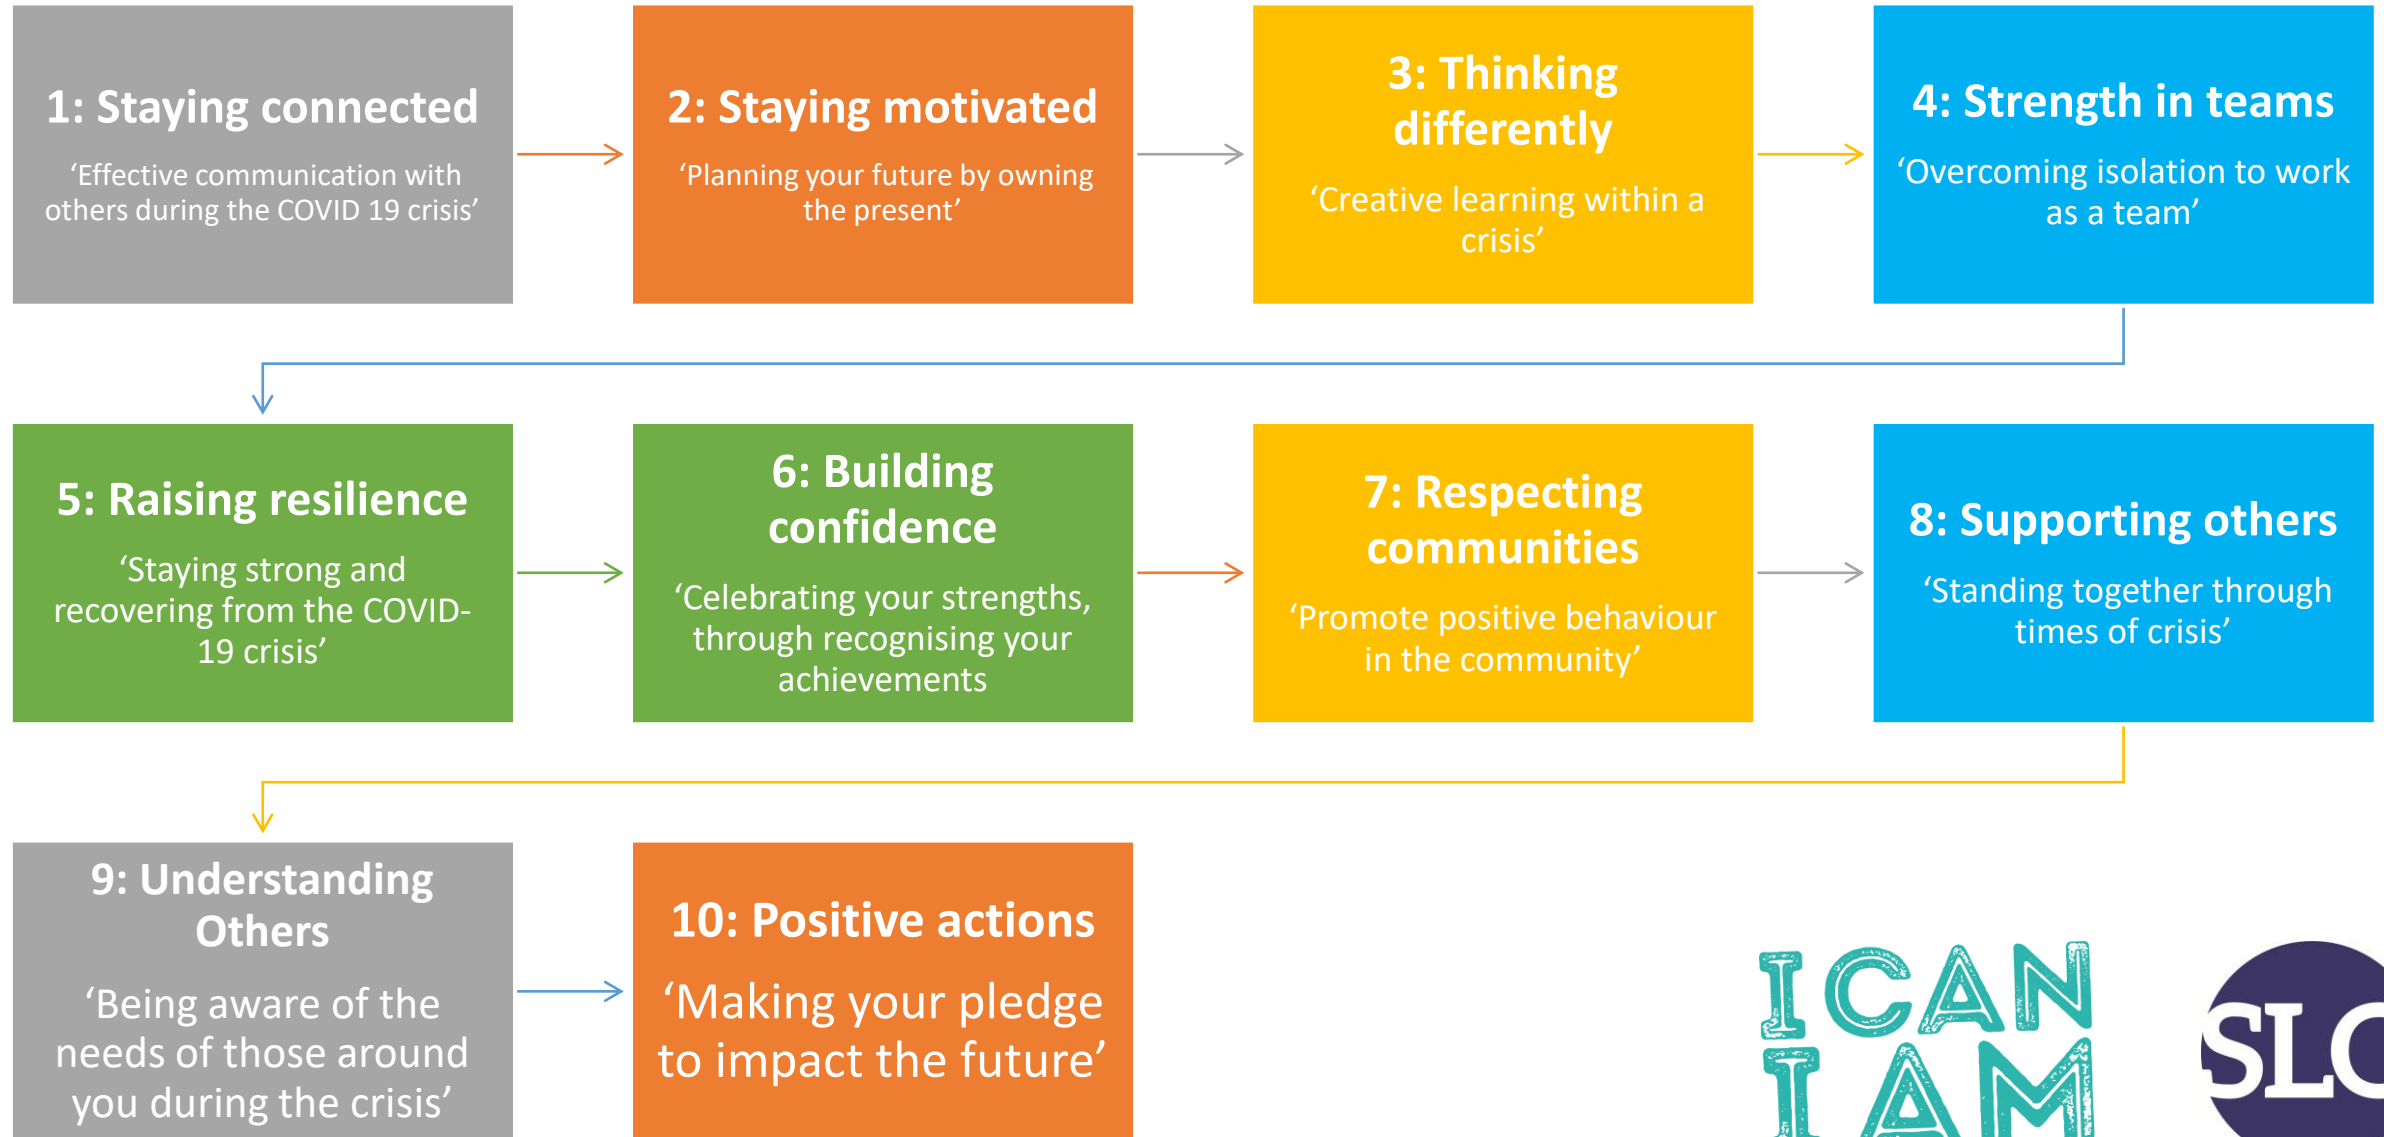 1: Staying connected
‘Effective communication with
others during the COVID 19 crisis’
2: Staying motivated
‘Planning your future by owning
the present’
3: Thinking
differently
‘Creative learning within a
crisis’
4: Strength in teams
‘Overcoming isolation to work
as a team’
5: Raising resilience
‘Staying strong and
recovering from the COVID-
19 crisis’
6: Building
confidence
‘Celebrating your strengths,
through recognising your
achievements
7: Respecting
communities
‘Promote positive behaviour
in the community’
8: Supporting others
‘Standing together through
times of crisis’
9: Understanding
Others
‘Being aware of the
needs of those around
you during the crisis’
10: Positive actions
‘Making your pledge
to impact the future’
I CAN
I AM